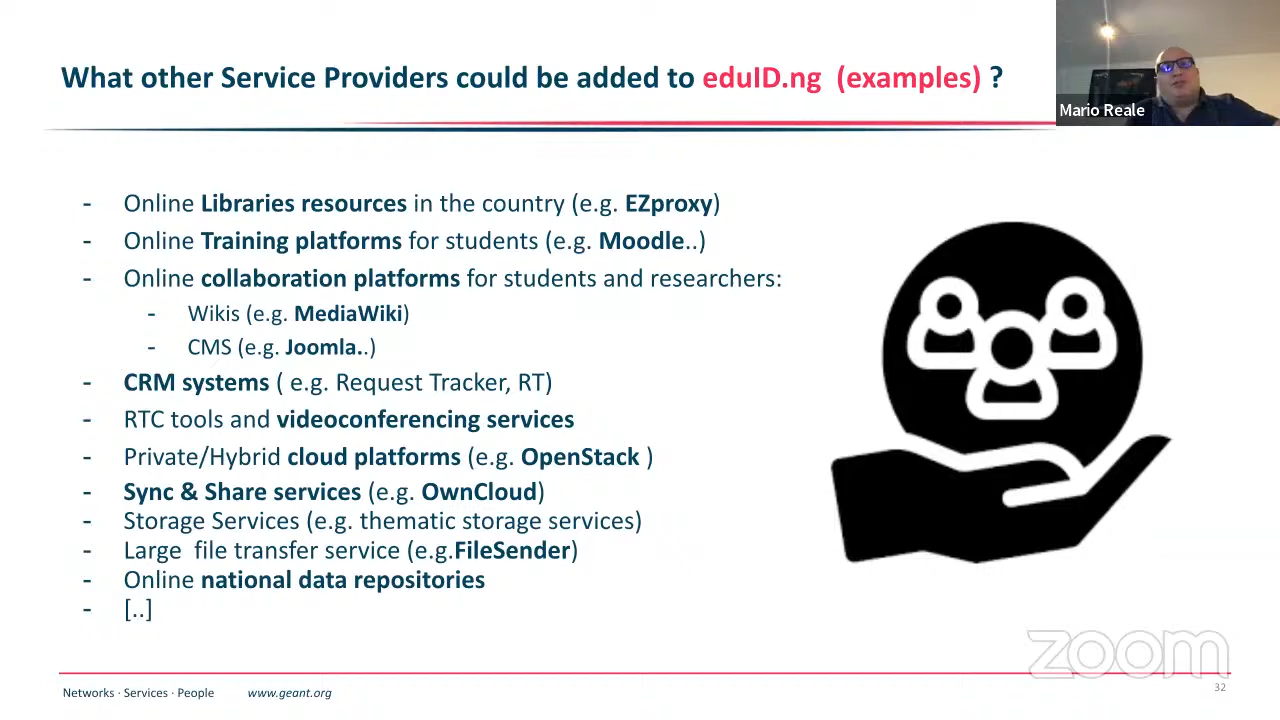 What other Service Providers could be added to eduID.ng (examples) ?
Mario Reale
- Online Libraries resources in the country (e.g. EZproxy)
- Online Training platforms for students (e.g. Moodle..)
- Online collaboration platforms for students and researchers:
- Wikis (e.g. MediaWiki)
- CMS (e.g. Joomla..)
- CRM systems ( e.g. Request Tracker, RT)
- RTC tools and videoconferencing services
- Private/Hybrid cloud platforms (e.g. OpenStack )
- Sync & Share services (e.g. OwnCloud)
- Storage Services (e.g. thematic storage services)
- Large file transfer service (e.g.FileSender)
- Online national data repositories
- [..]
zoom
Networks · Services · People www.geant.org
32